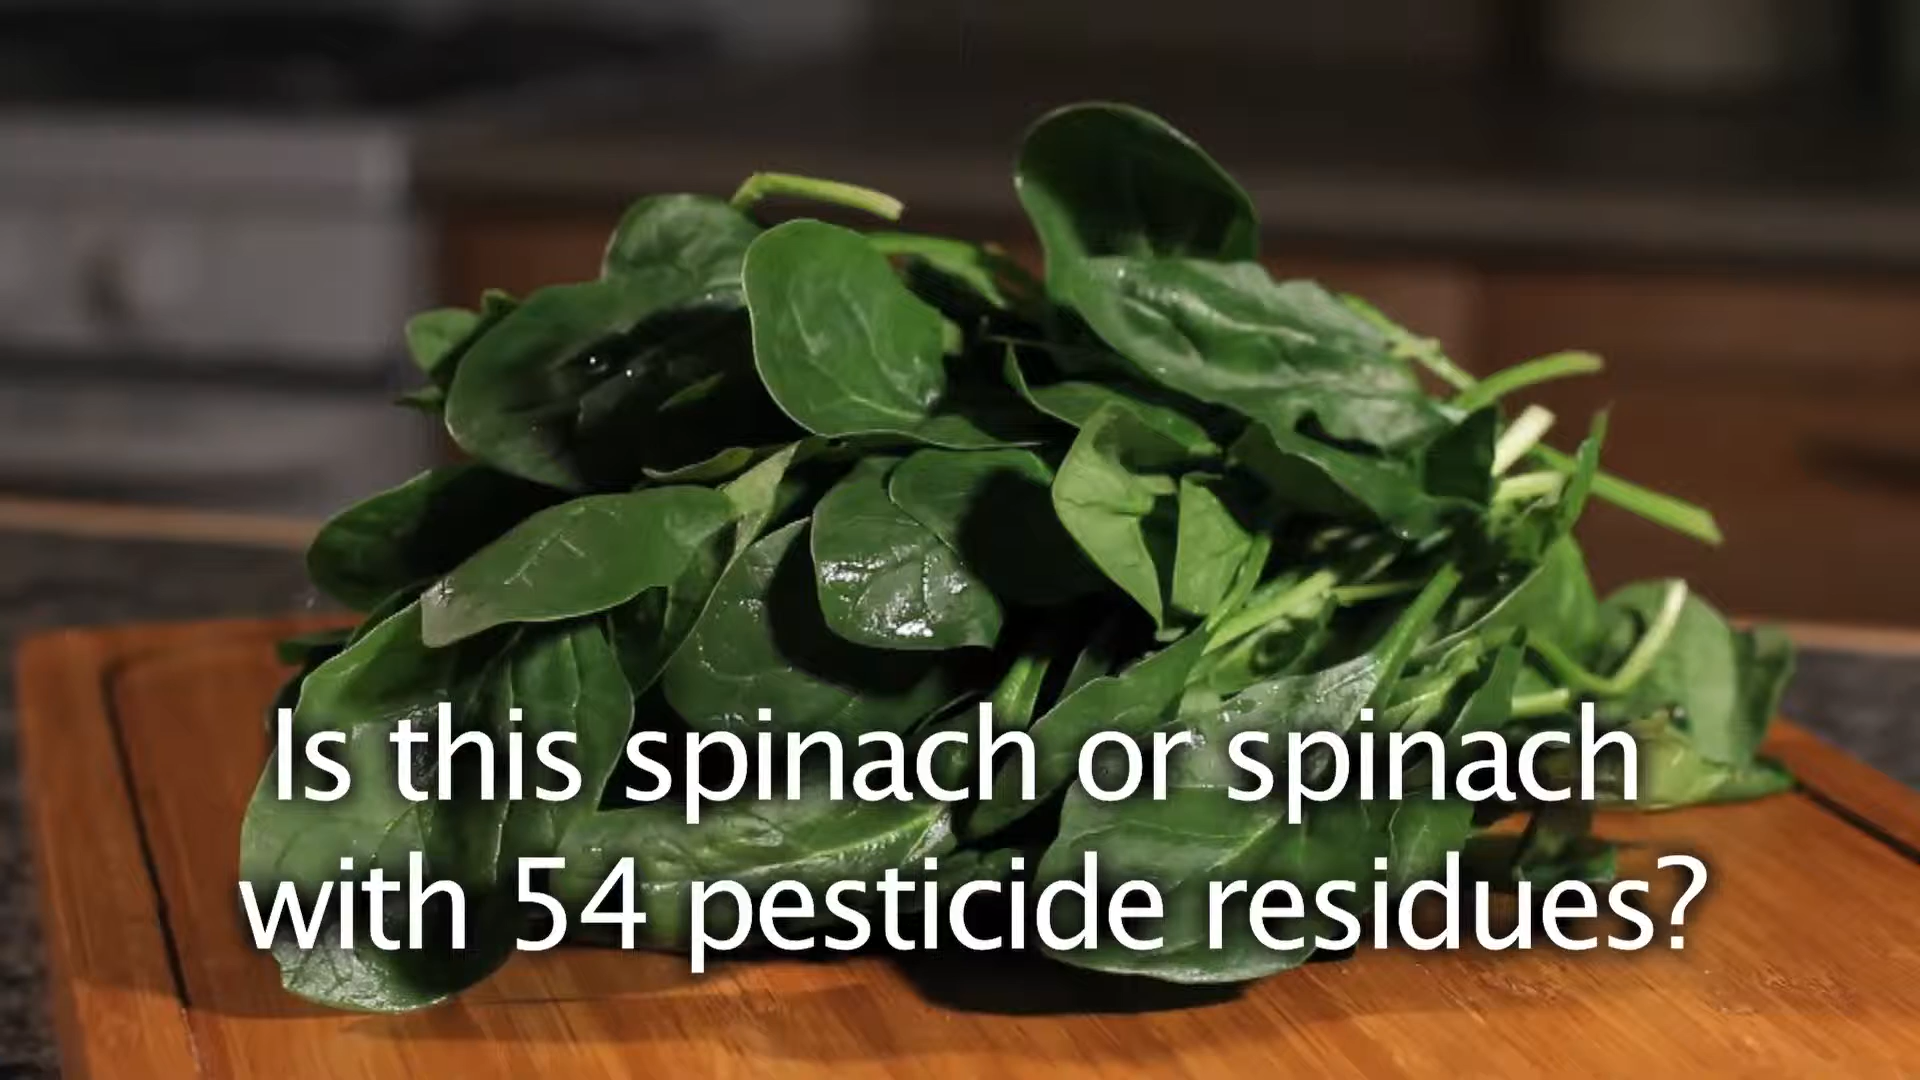 Is this spinach or spinach
with 54 pesticide residues?